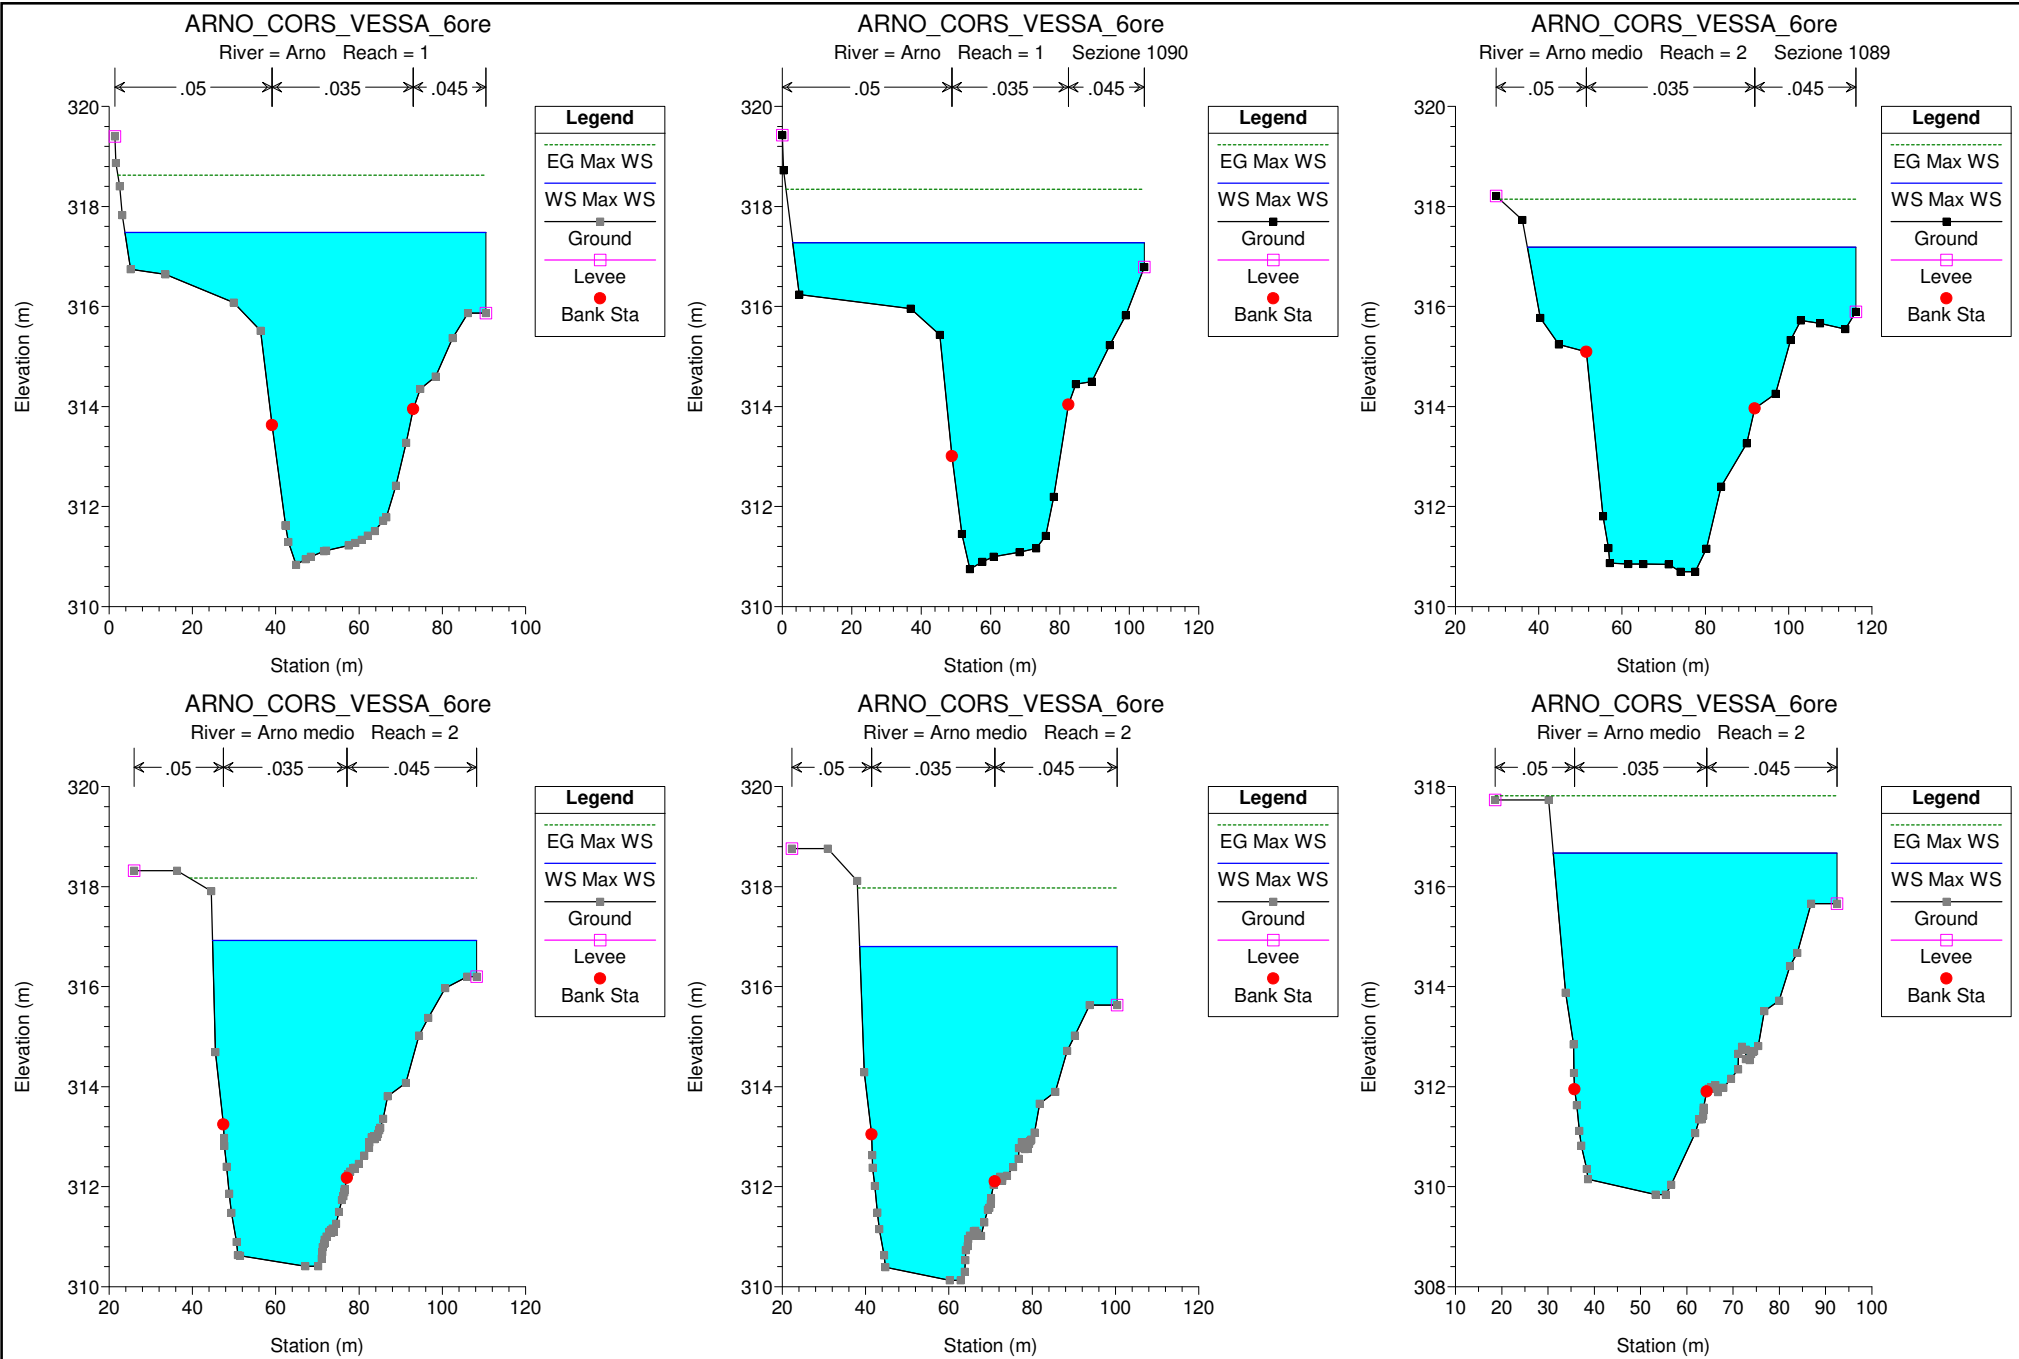 ARNO_CORS_VESSA_6ore
River = Arno Reach = 1
.05 .035 .045
320
318
316
314
312
310
0 20 40 60 80 100
Elevation (m)
Station (m)
Legend
EG Max WS
WS Max WS
Ground
Levee
Bank Sta
ARNO_CORS_VESSA_6ore
River = Arno Reach = 1 Sezione 1090
.05 .035 .045
320
318
316
314
312
310
0 20 40 60 80 100 120
Elevation (m)
Station (m)
Legend
EG Max WS
WS Max WS
Ground
Levee
Bank Sta
ARNO_CORS_VESSA_6ore
River = Arno medio Reach = 2 Sezione 1089
.05 .035 .045
320
318
316
314
312
310
20 40 60 80 100 120
Elevation (m)
Station (m)
Legend
EG Max WS
WS Max WS
Ground
Levee
Bank Sta
ARNO_CORS_VESSA_6ore
River = Arno medio Reach = 2
.05 .035 .045
320
318
316
314
312
310
20 40 60 80 100 120
Elevation (m)
Station (m)
Legend
EG Max WS
WS Max WS
Ground
Levee
Bank Sta
ARNO_CORS_VESSA_6ore
River = Arno medio Reach = 2
.05 .035 .045
320
318
316
314
312
310
20 40 60 80 100 120
Elevation (m)
Station (m)
Legend
EG Max WS
WS Max WS
Ground
Levee
Bank Sta
ARNO_CORS_VESSA_6ore
River = Arno medio Reach = 2
.05 .035 .045
318
316
314
312
310
308
10 20 30 40 50 60 70 80 90 100
Elevation (m)
Station (m)
Legend
EG Max WS
WS Max WS
Ground
Levee
Bank Sta